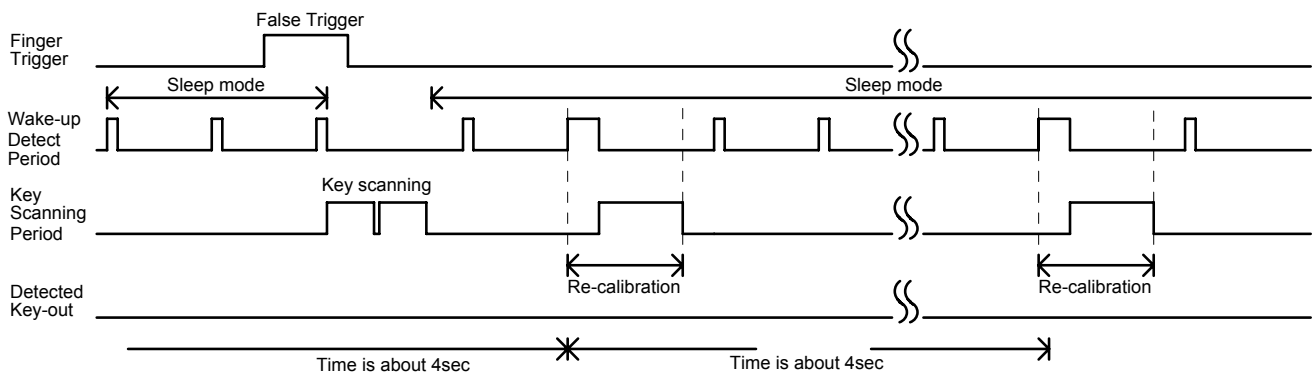 False Trigger
Finger
Trigger
Sleep mode
Sleep mode
Wake-up
Detect
Period
Key scanning
Key
Scanning
Period
Re-calibration
Re-calibration
Detected
Key-out
Time is about 4sec
Time is about 4sec